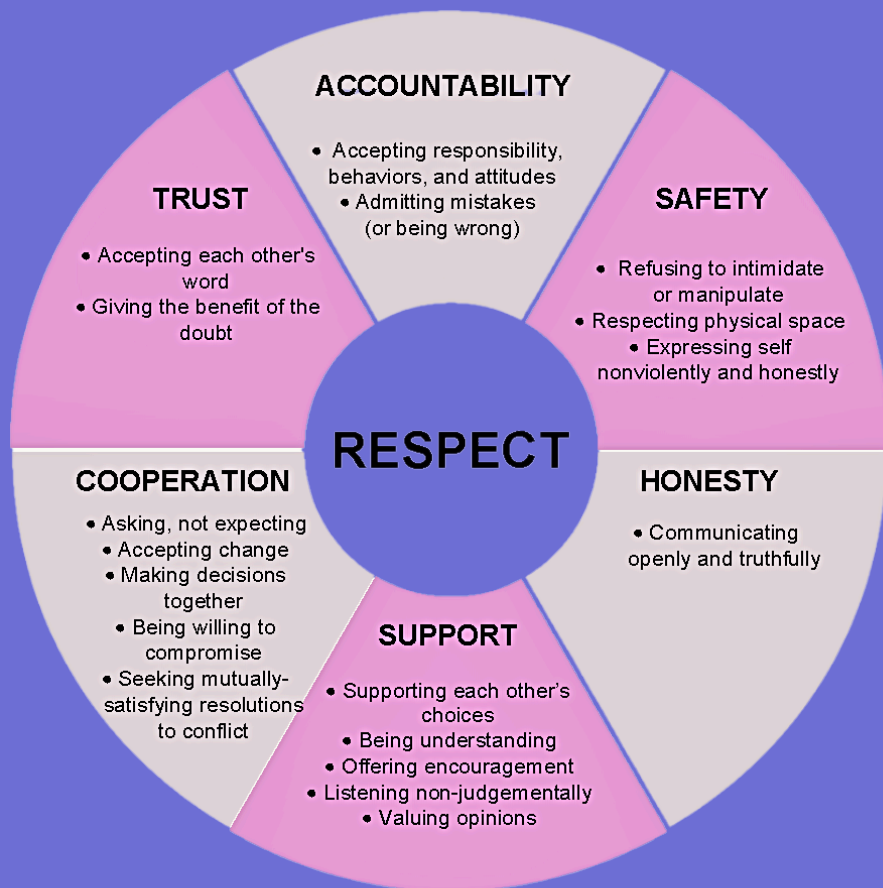 ACCOUNTABILITY
• Accepting responsibility,
behaviors, and attitudes
• Admitting mistakes
(or being wrong)
SAFETY
• Refusing to intimidate
or manipulate
• Respecting physical space
• Expressing self
nonviolently and honestly
HONESTY
• Communicating
openly and truthfully
SUPPORT
• Supporting each other's
choices
• Being understanding
• Offering encouragement
• Listening non-judgementally
• Valuing opinions
COOPERATION
• Asking, not expecting
• Accepting change
• Making decisions
together
• Being willing to
compromise
• Seeking mutually-
satisfying resolutions
to conflict
TRUST
• Accepting each other's
word
• Giving the benefit of the
doubt
RESPECT